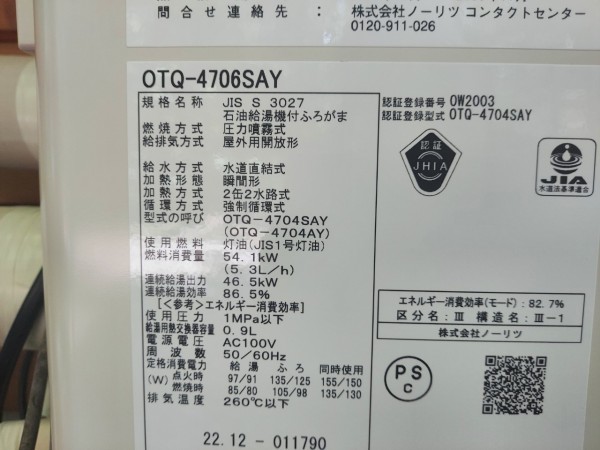 問合せ連絡先 : 株式会社ノーリツ コンタクトセンター
0120-911-026
OTQ-4706SAY
規格名称 JIS S 3027
石油給湯機付ふろがま
燃焼方式 圧力噴霧式
給排気方式 屋外用開放形
給水方式 水道直結式
加熱形態 瞬間形
加熱方式 2缶2水路式
循環方式 強制循環式
型式の呼び OTQ-4704SAY
(OTQ-4704AY)
使用燃料 灯油(JIS1号灯油)
燃料消費量 54.1kW
(5.3L/h)
連続給湯出力 46.5kW
連続給湯効率 86.5%
[<参考>エネルギー消費効率]
使用圧力 1MPa以下
給湯用熱交換器容量 0.9L
電源電圧 AC100V
周波数 50/60Hz
定格消費電力 給湯 ふろ 同時使用
(W) 点火時 97/91 135/125 155/150
燃焼時 85/80 105/98 135/130
排気温度 260℃以下
22.12-011790
認証登録番号 OW2003
認証登録型式 OTQ-4704SAY
認証
JHIA
JIA
水道法基準適合
エネルギー消費効率(モード):82.7%
区分名:Ⅲ 構造名:Ⅲ-1
株式会社ノーリツ
PS
C